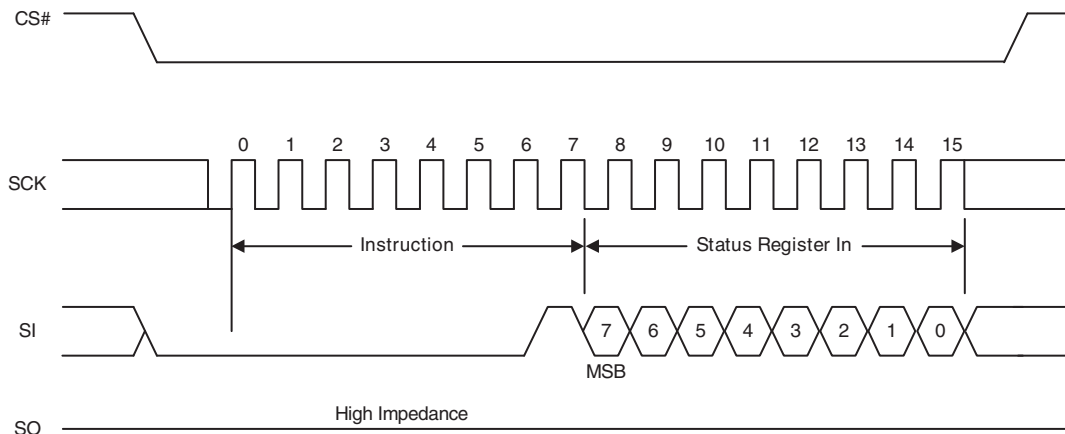 CS#
0 1 2 3 4 5 6 7 8 9 10 11 12 13 14 15
SCK
Instruction Status Register In
SI 7 6 5 4 3 2 1 0
MSB
High Impedance
SO